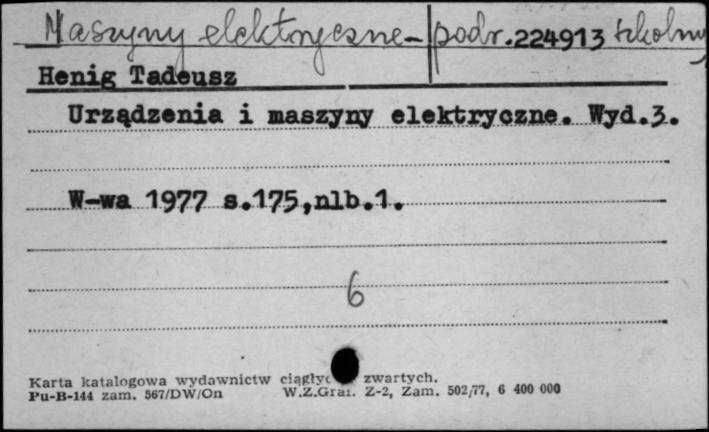 Maszyny elektryczne - podr. 224913 szkolny
Henig Tadeusz
Urządzenia i maszyny elektryczne. Wyd.3.
W-wa 1977 s.175,nlb.1.
6
Karta katalogowa wydawnictw zwartych.
Pu-B-144 zam. 567/DW/On W.Z.Graf. Z-2, Zam. 502/77, 6 400 000